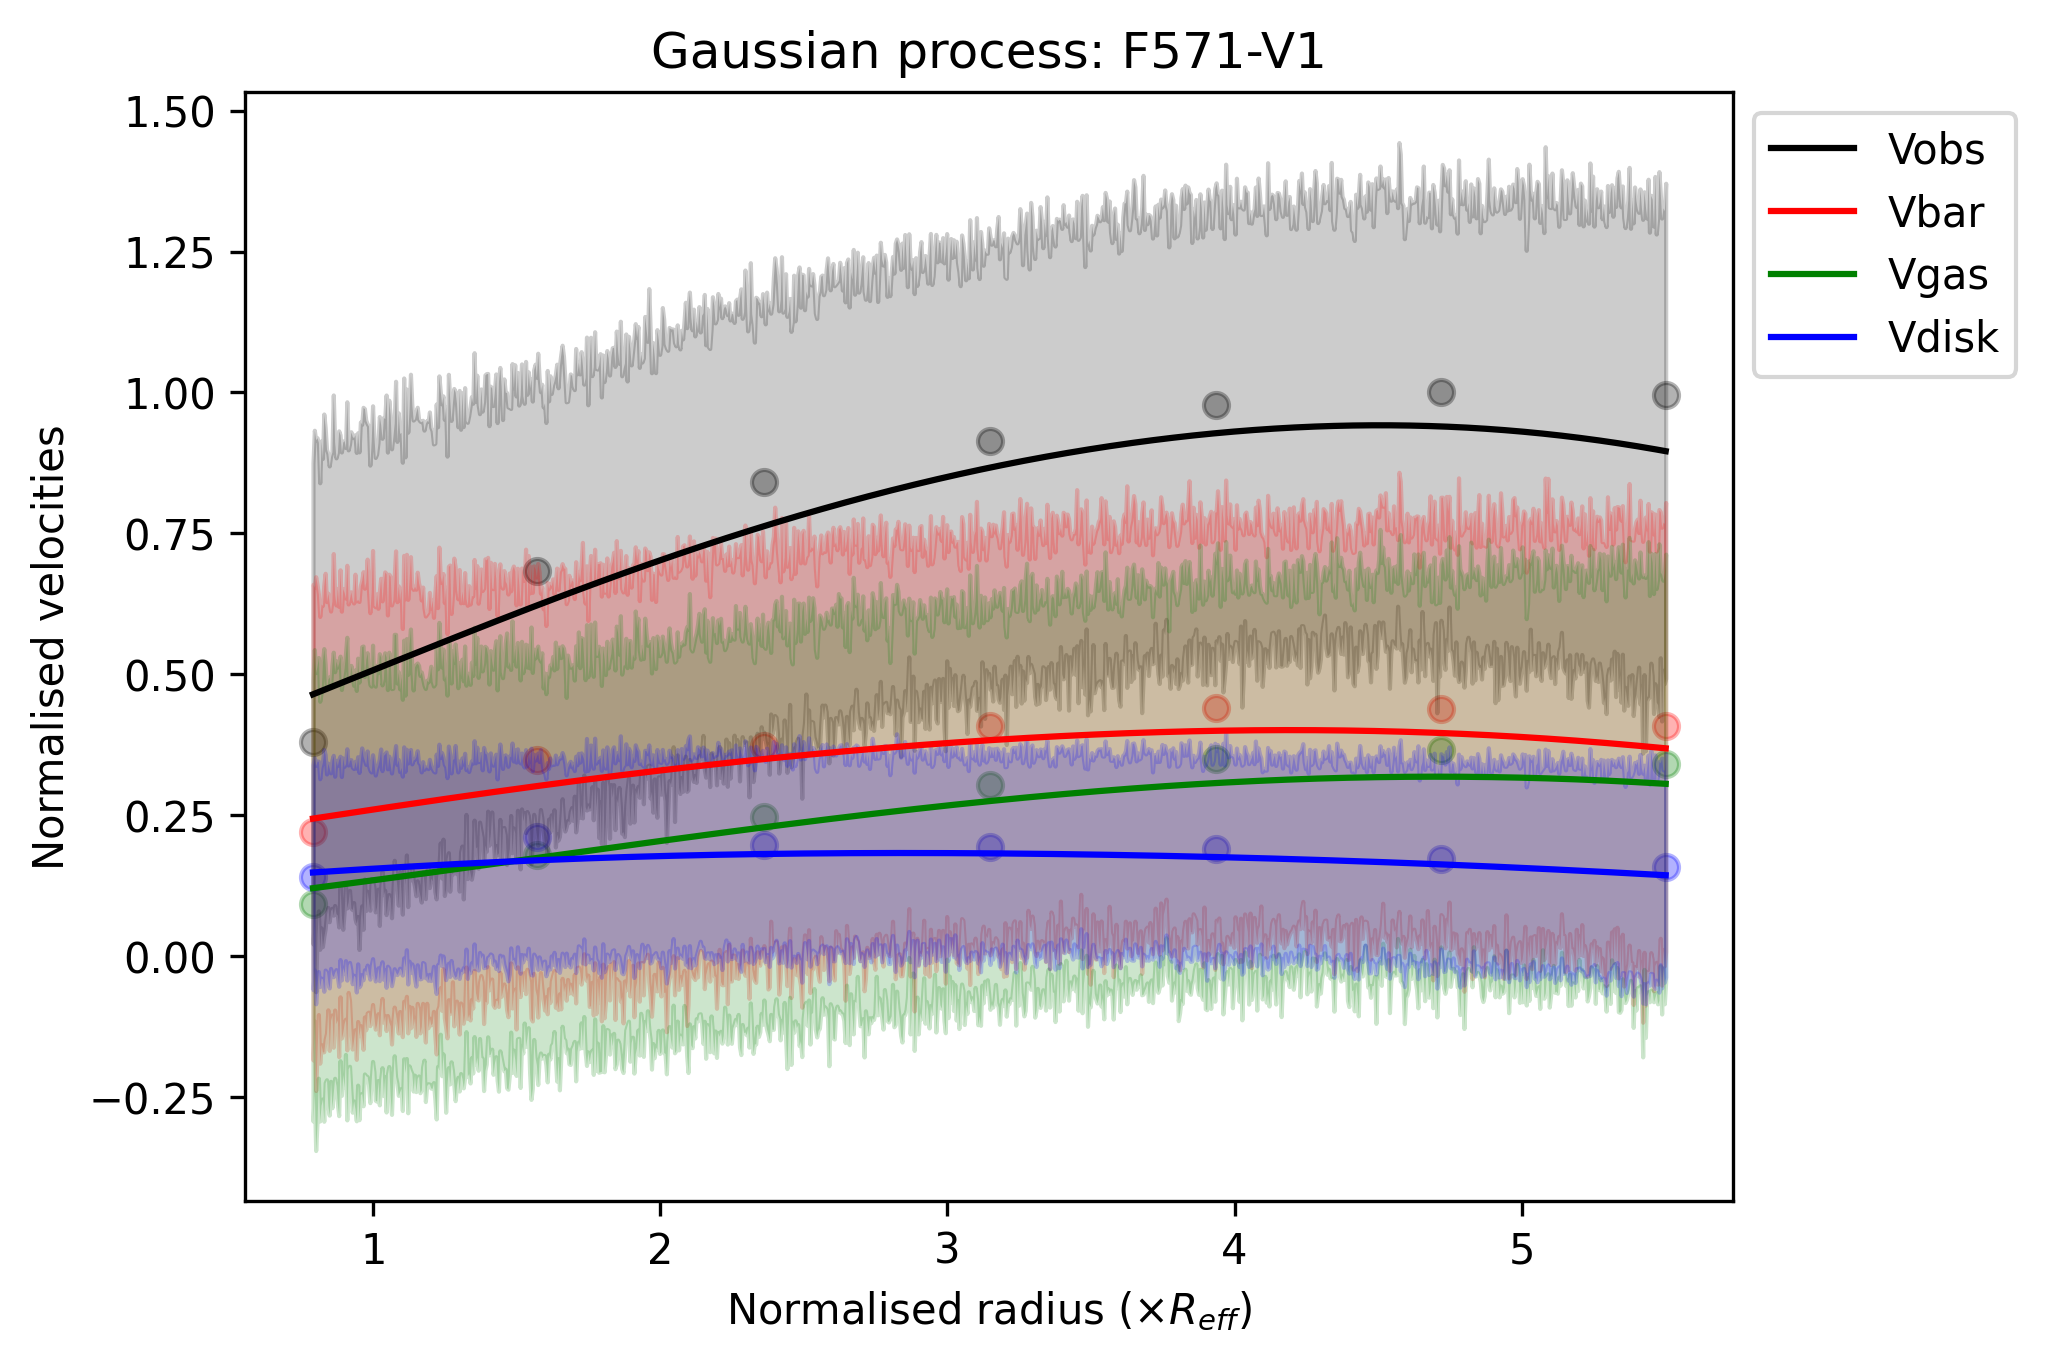 Gaussian process: F571-V1
1.50
1.25
1.00
0.75
0.50
0.25
0.00
−0.25
Normalised velocities
1 2 3 4 5
Normalised radius (×R_eff)
Vobs
Vbar
Vgas
Vdisk